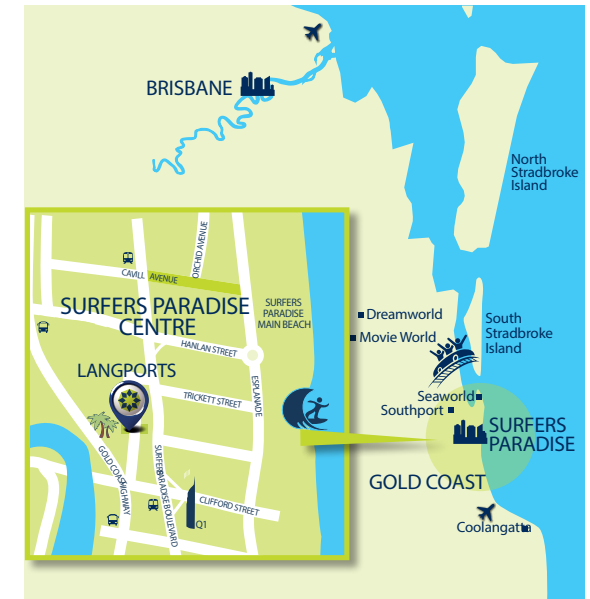 BRISBANE
North
Stradbroke
Island
ORCHID AVENUE
CAVILL AVENUE
SURFERS
PARADISE
MAIN BEACH
SURFERS PARADISE
CENTRE
HANLAN STREET
LANGPORTS
TRICKETT STREET
ESPLANADE
GOLD COAST HIGHWAY
SURFERS PARADISE BOULEVARD
CLIFFORD STREET
Q1
Dreamworld
Movie World
South
Stradbroke
Island
Seaworld
Southport
SURFERS
PARADISE
GOLD COAST
Coolangatta